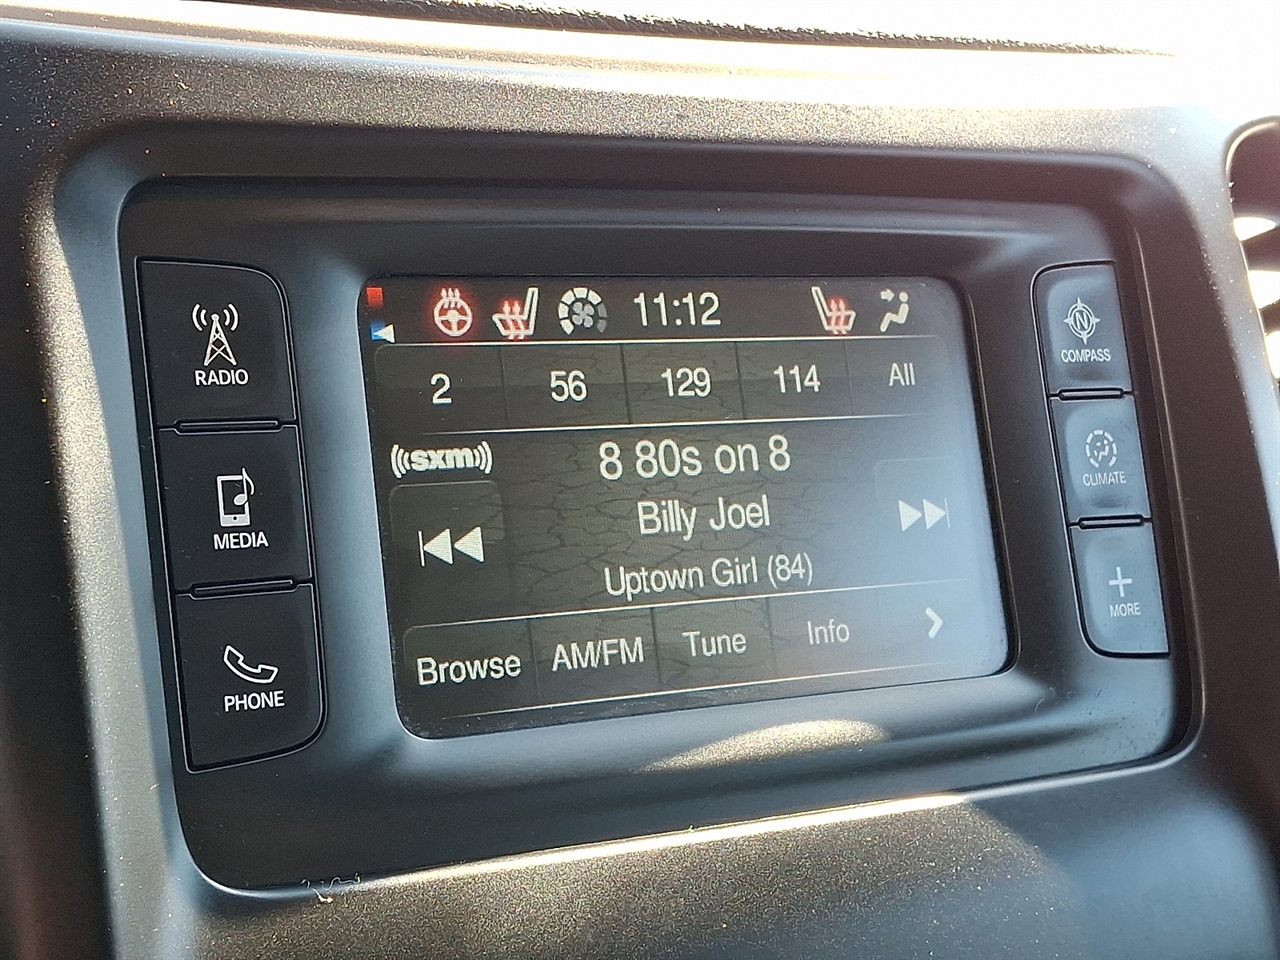 11:12
2 56 129 114 All
sxm 8 80s on 8
Billy Joel
Uptown Girl (84)
Browse AM/FM Tune Info
RADIO
MEDIA
PHONE
N
COMPASS
CLIMATE
MORE